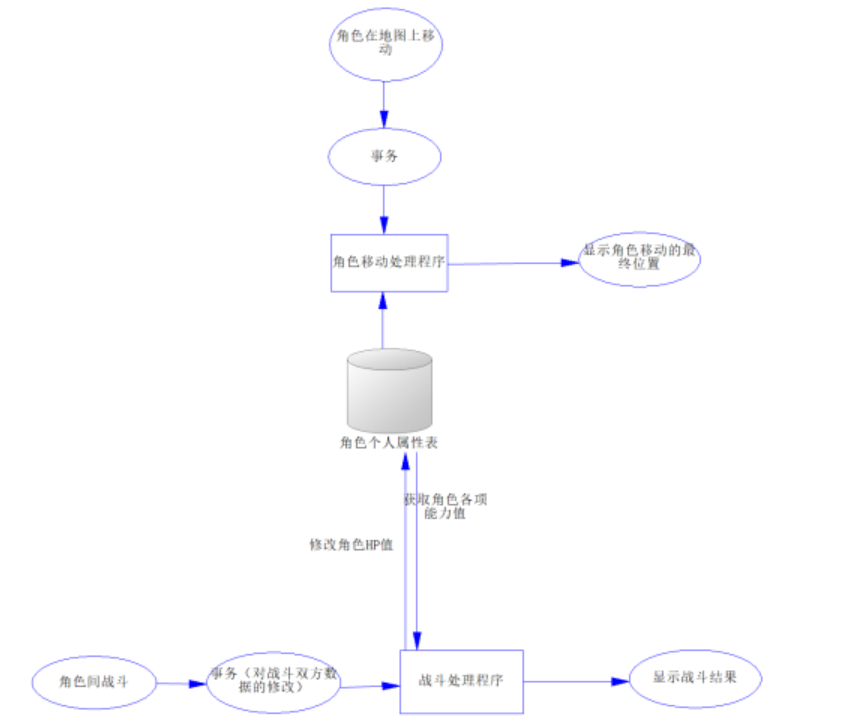 角色在地图上移
动
事务
角色移动处理程序
显示角色移动的最
终位置
角色个人属性表
获取角色各项
能力值
修改角色HP值
角色间战斗
事务（对战斗双方数
据的修改）
战斗处理程序
显示战斗结果